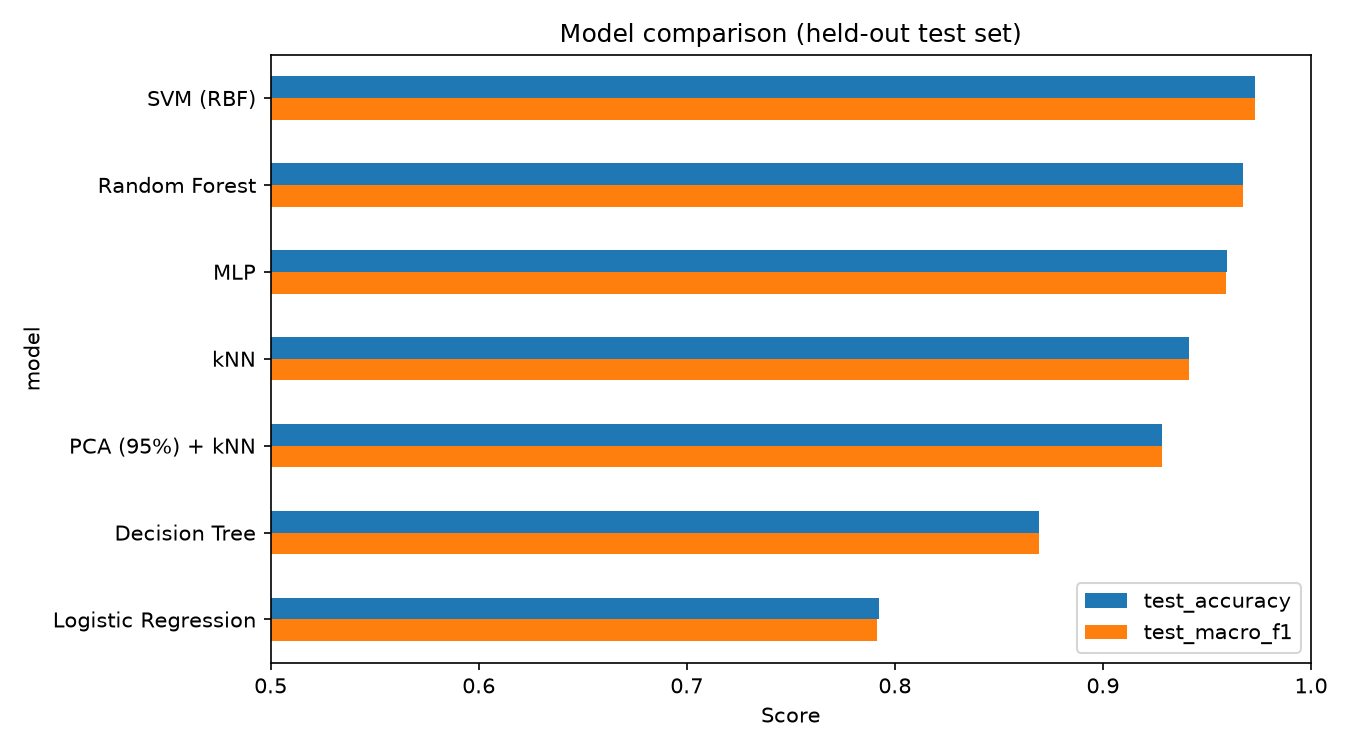 Model comparison (held-out test set)
model
SVM (RBF)
Random Forest
MLP
kNN
PCA (95%) + kNN
Decision Tree
Logistic Regression
test_accuracy
test_macro_f1
0.5 0.6 0.7 0.8 0.9 1.0
Score